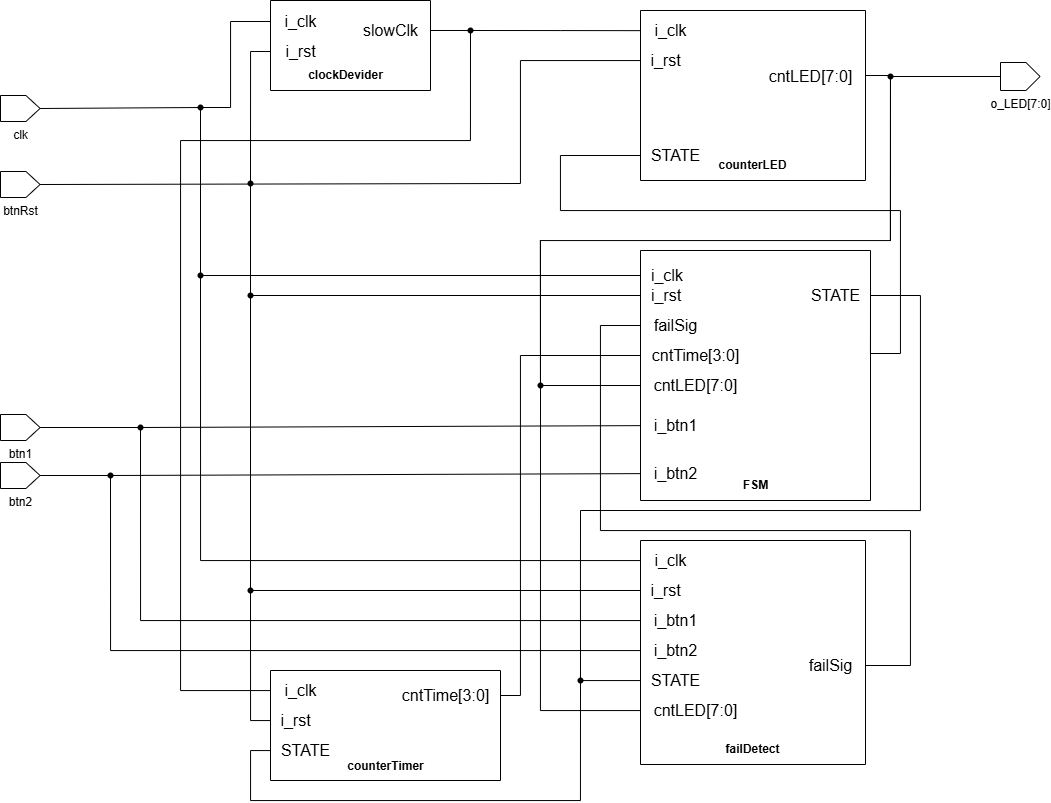 i_clk
slowClk
i_rst
clockDevider
i_clk
i_rst
cntLED[7:0]
STATE
counterLED
o_LED[7:0]
clk
btnRst
btn1
btn2
i_clk
i_rst
STATE
failSig
cntTime[3:0]
cntLED[7:0]
i_btn1
i_btn2
FSM
i_clk
i_rst
i_btn1
i_btn2
failSig
STATE
cntLED[7:0]
failDetect
i_clk
cntTime[3:0]
i_rst
STATE
counterTimer